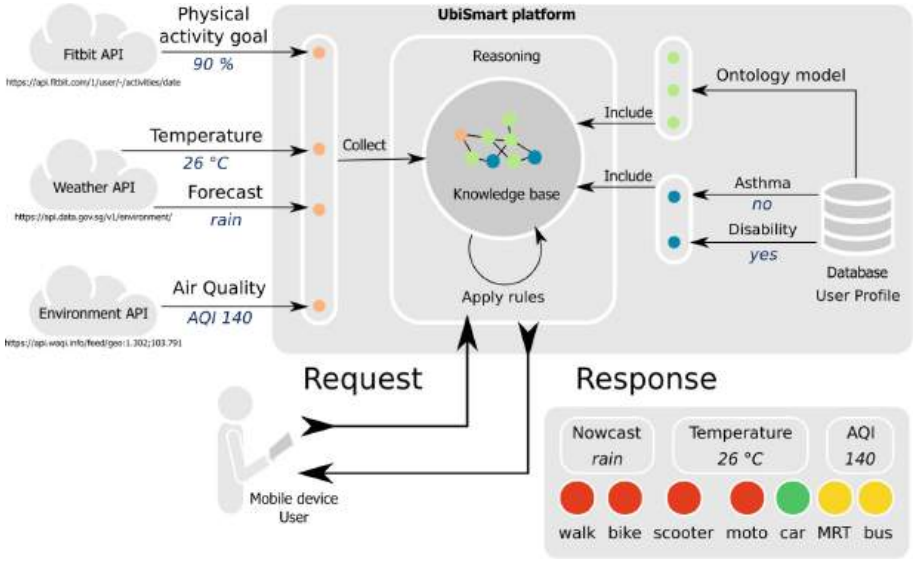 UbiSmart platform
Physical
activity goal
90 %
Fitbit API
https://api.fitbit.com/1/user/-/activities/date
Temperature
26 °C
Weather API
Forecast
rain
https://api.data.gov.sg/v1/environment/
Air Quality
AQI 140
Environment API
https://api.waqi.info/feed/geo:1.302;103.791
Collect
Reasoning
Knowledge base
Apply rules
Include
Include
Ontology model
Asthma
no
Disability
yes
Database
User Profile
Request
Response
Mobile device
User
Nowcast
rain
Temperature
26 °C
AQI
140
walk bike scooter moto car MRT bus